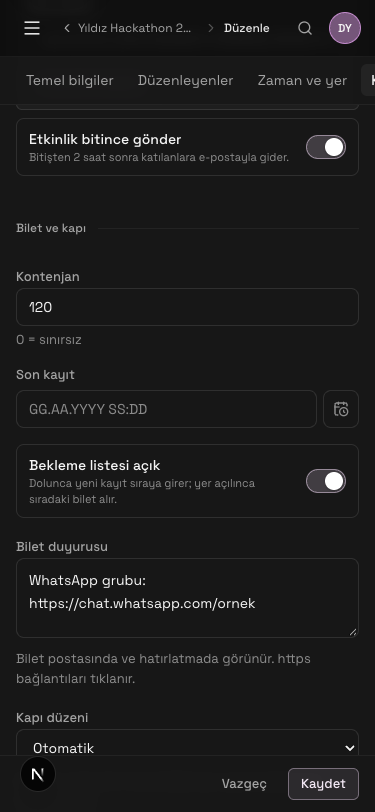 Yıldız Hackathon 2...
Düzenle
DY
Temel bilgiler
Düzenleyenler
Zaman ve yer
Etkinlik bitince gönder
Bitişten 2 saat sonra katılanlara e-postayla gider.
Bilet ve kapı
Kontenjan
120
0 = sınırsız
Son kayıt
GG.AA.YYYY SS:DD
Bekleme listesi açık
Dolunca yeni kayıt sıraya girer; yer açılınca
sıradaki bilet alır.
Bilet duyurusu
WhatsApp grubu:
https://chat.whatsapp.com/ornek
Bilet postasında ve hatırlatmada görünür. https
bağlantıları tıklanır.
Kapı düzeni
Otomatik
N
Vazgeç
Kaydet